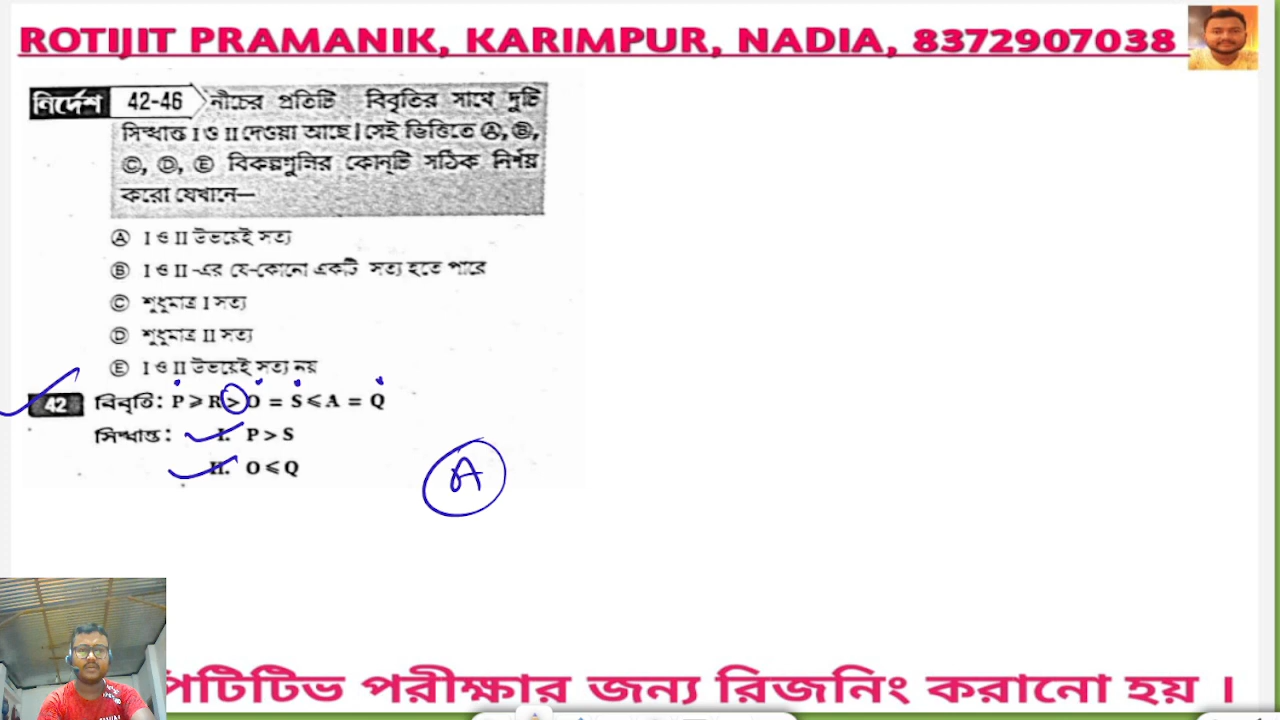 ROTIJIT PRAMANIK, KARIMPUR, NADIA, 8372907038
নির্দেশ 42-46 নীচের প্রতিটি বিবৃতির সাথে দুটি
সিদ্ধান্ত I ও II দেওয়া আছে। সেই ভিত্তিতে Ⓐ, Ⓑ,
Ⓒ, Ⓓ, Ⓔ বিকল্পগুলির কোন্‌টি সঠিক নির্ণয়
করো যেখানে—
Ⓐ I ও II উভয়েই সত্য
Ⓑ I ও II -এর যে-কোনো একটি সত্য হতে পারে
Ⓒ শুধুমাত্র I সত্য
Ⓓ শুধুমাত্র II সত্য
Ⓔ I ও II উভয়েই সত্য নয়
42 বিবৃতি: P ⩾ R > O = S ⩽ A = Q
সিদ্ধান্ত: I. P > S
II. O ⩽ Q
A
পিটিটিভ পরীক্ষার জন্য রিজনিং করানো হয় ।